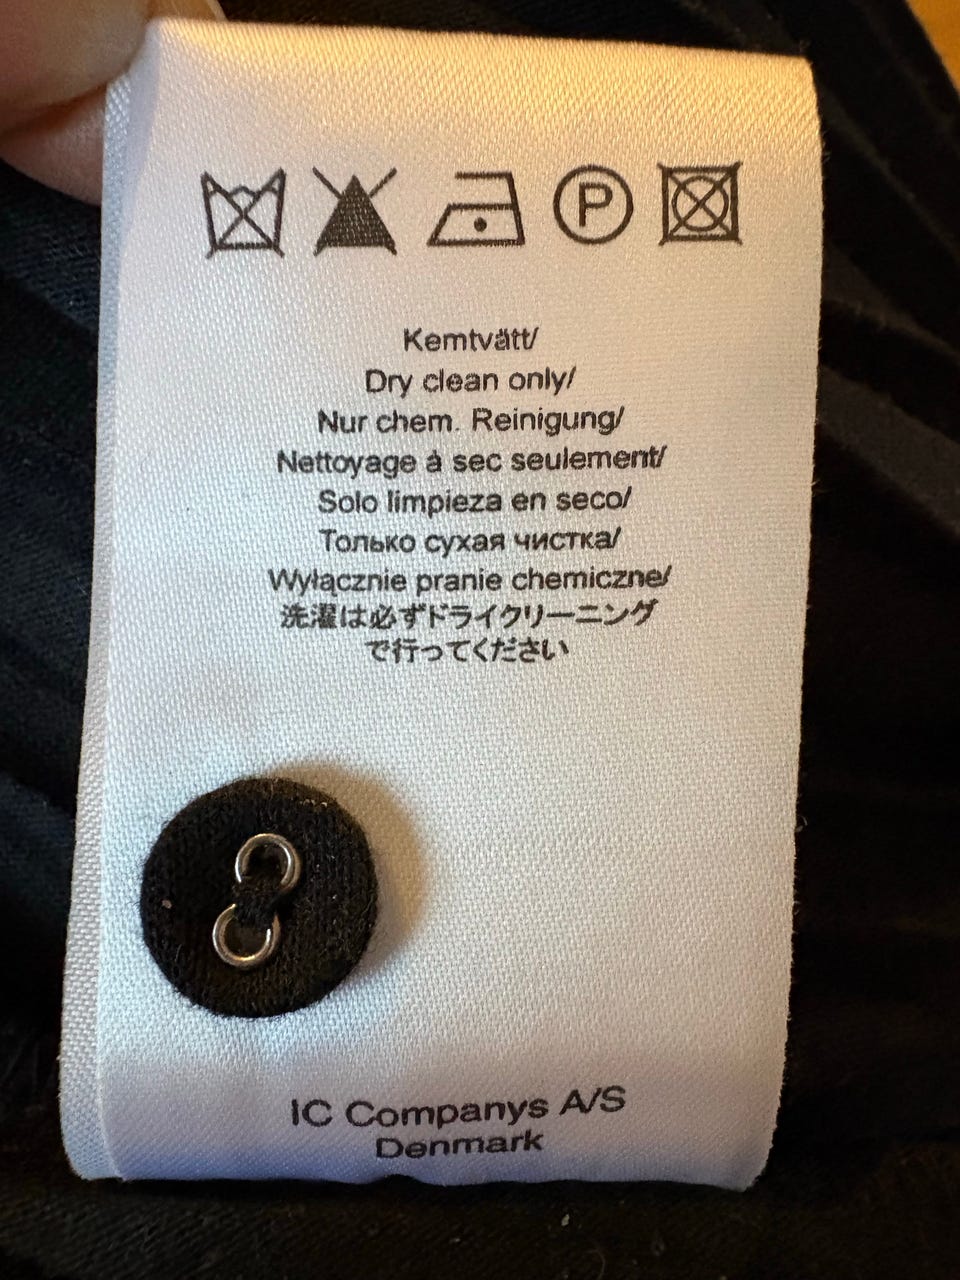 P
Kemtvätt/
Dry clean only/
Nur chem. Reinigung/
Nettoyage à sec seulement/
Solo limpieza en seco/
Только сухая чистка/
Wyłącznie pranie chemiczne/
洗濯は必ずドライクリーニング
で行ってください
IC Companys A/S
Denmark